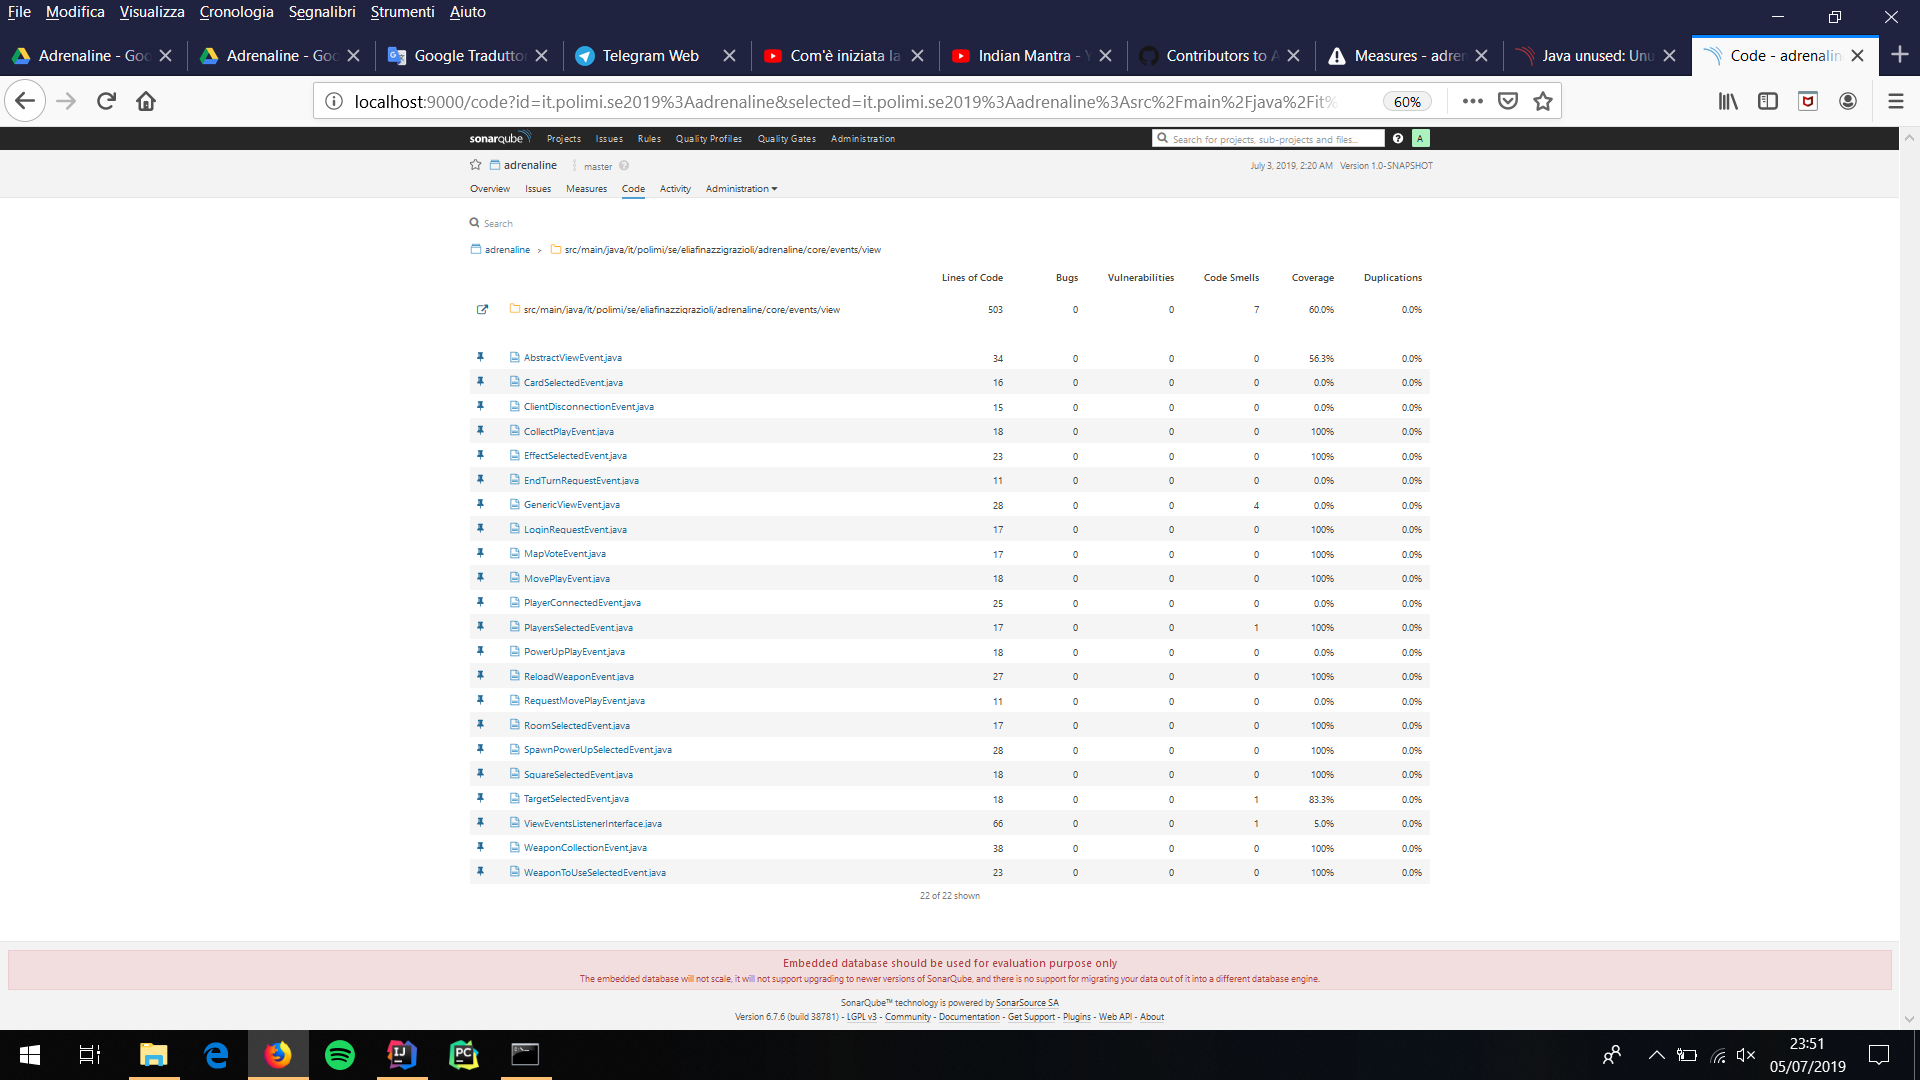 File Modifica Visualizza Cronologia Segnalibri Strumenti Aiuto
Adrenaline - Goo Adrenaline - Goo Google Traduttor Telegram Web Com'è iniziata la Indian Mantra - Y Contributors to A Measures - adren Java unused: Unu Code - adrenalin
localhost:9000/code?id=it.polimi.se2019%3Aadrenaline&selected=it.polimi.se2019%3Aadrenaline%3Asrc%2Fmain%2Fjava%2Fit% 60%
sonarqube Projects Issues Rules Quality Profiles Quality Gates Administration Search for projects, sub-projects and files... A
adrenaline master July 3, 2019, 2:20 AM Version 1.0-SNAPSHOT
Overview Issues Measures Code Activity Administration
Search
adrenaline > src/main/java/it/polimi/se/eliafinazzigrazioli/adrenaline/core/events/view
Lines of Code Bugs Vulnerabilities Code Smells Coverage Duplications
src/main/java/it/polimi/se/eliafinazzigrazioli/adrenaline/core/events/view 503 0 0 7 60.0% 0.0%
AbstractViewEvent.java 34 0 0 0 56.3% 0.0%
CardSelectedEvent.java 16 0 0 0 0.0% 0.0%
ClientDisconnectionEvent.java 15 0 0 0 0.0% 0.0%
CollectPlayEvent.java 18 0 0 0 100% 0.0%
EffectSelectedEvent.java 23 0 0 0 100% 0.0%
EndTurnRequestEvent.java 11 0 0 0 0.0% 0.0%
GenericViewEvent.java 28 0 0 4 0.0% 0.0%
LoginRequestEvent.java 17 0 0 0 100% 0.0%
MapVoteEvent.java 17 0 0 0 100% 0.0%
MovePlayEvent.java 18 0 0 0 100% 0.0%
PlayerConnectedEvent.java 25 0 0 0 0.0% 0.0%
PlayersSelectedEvent.java 17 0 0 1 100% 0.0%
PowerUpPlayEvent.java 18 0 0 0 0.0% 0.0%
ReloadWeaponEvent.java 27 0 0 0 100% 0.0%
RequestMovePlayEvent.java 11 0 0 0 0.0% 0.0%
RoomSelectedEvent.java 17 0 0 0 100% 0.0%
SpawnPowerUpSelectedEvent.java 28 0 0 0 100% 0.0%
SquareSelectedEvent.java 18 0 0 0 100% 0.0%
TargetSelectedEvent.java 18 0 0 1 83.3% 0.0%
ViewEventsListenerInterface.java 66 0 0 1 5.0% 0.0%
WeaponCollectionEvent.java 38 0 0 0 100% 0.0%
WeaponToUseSelectedEvent.java 23 0 0 0 100% 0.0%
22 of 22 shown
Embedded database should be used for evaluation purpose only
The embedded database will not scale, it will not support upgrading to newer versions of SonarQube, and there is no support for migrating your data out of it into a different database engine.
SonarQube™ technology is powered by SonarSource SA
Version 6.7.6 (build 38781) - LGPL v3 - Community - Documentation - Get Support - Plugins - Web API - About
23:51
05/07/2019